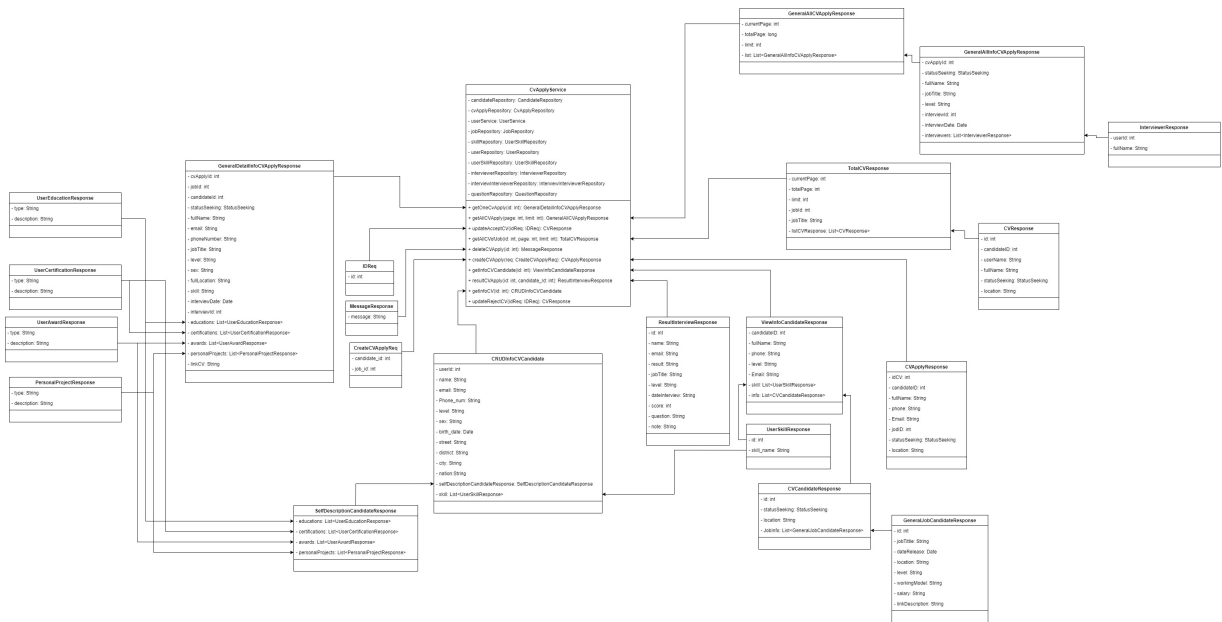 GeneralAllCVApplyResponse
- currentPage: int
- totalPage: long
- limit: int
- list: List<GeneralAllInfoCVApplyResponse>
GeneralAllInfoCVApplyResponse
- cvApplyId: int
- statusSeeking: StatusSeeking
- fullName: String
- jobTitle: String
- level: String
- interviewId: int
- interviewDate: Date
- interviewers: List<InterviewerResponse>
InterviewerResponse
- userId: int
- fullName: String
CvApplyService
- candidateRepository: CandidateRepository
- cvApplyRepository: CvApplyRepository
- userService: UserService
- jobRepository: JobRepository
- skillRepository: UserSkillRepository
- userRepository: UserRepository
- userSkillRepository: UserSkillRepository
- interviewerRepository: InterviewerRepository
- interviewInterviewerRepository: InterviewInterviewerRepository
- questionRepository: QuestionRepository
+ getOneCvApply(id: int): GeneralDetailInfoCVApplyResponse
+ getAllCVApply(page: int, limit: int): GeneralAllCVApplyResponse
+ updateAcceptCV(idReq: IDReq): CVResponse
+ getAllCVofJob(id: int, page: int, limit: int): TotalCVResponse
+ deleteCVApply(id: int): MessageResponse
+ createCVApply(req: CreateCVApplyReq): CVApplyResponse
+ getInfoCVCandidate(id: int): ViewInfoCandidateResponse
+ resultCVApply(id: int, candidate_id: int): ResultInterviewResponse
+ getInfoCV(id: int): CRUDInfoCVCandidate
+ updateRejectCV(idReq: IDReq): CVResponse
GeneralDetailInfoCVApplyResponse
- cvApplyId: int
- jobId: int
- candidateId: int
- statusSeeking: StatusSeeking
- fullName: String
- email: String
- phoneNumber: String
- jobTitle: String
- level: String
- sex: String
- fullLocation: String
- skill: String
- interviewDate: Date
- interviewId: int
- educations: List<UserEducationResponse>
- certifications: List<UserCertificationResponse>
- awards: List<UserAwardResponse>
- personalProjects: List<PersonalProjectResponse>
- linkCV: String
UserEducationResponse
- type: String
- description: String
UserCertificationResponse
- type: String
- description: String
UserAwardResponse
- type: String
- description: String
PersonalProjectResponse
- type: String
- description: String
TotalCVResponse
- currentPage: int
- totalPage: int
- limit: int
- jobId: int
- jobTitle: String
- listCVResponse: List<CVResponse>
CVResponse
- id: int
- candidateID: int
- userName: String
- fullName: String
- statusSeeking: StatusSeeking
- location: String
IDReq
- id: int
MessageResponse
- message: String
CreateCVApplyReq
- candidate_id: int
- job_id: int
CRUDInfoCVCandidate
- userId: int
- name: String
- email: String
- Phone_num: String
- level: String
- sex: String
- birth_date: Date
- street: String
- district: String
- city: String
- nation:String
- selfDescriptionCandidateResponse: SelfDescriptionCandidateResponse
- skill: List<UserSkillResponse>
ResultInterviewResponse
- id: int
- name: String
- email: String
- result: String
- jobTitle: String
- level: String
- dateInterview: String
- score: int
- question: String
- note: String
ViewInfoCandidateResponse
- candidateID: int
- fullName: String
- phone: String
- level: String
- Email: String
- skill: List<UserSkillResponse>
- info: List<CVCandidateResponse>
UserSkillResponse
- id: int
- skill_name: String
CVApplyResponse
- idCV: int
- candidateID: int
- fullName: String
- phone: String
- Email: String
- jodID: int
- statusSeeking: StatusSeeking
- location: String
CVCandidateResponse
- id: int
- statusSeeking: StatusSeeking
- location: String
- JobInfo: List<GeneralJobCandidateResponse>
GeneralJobCandidateResponse
- id: int
- jobTitle: String
- dateRelease: Date
- location: String
- level: String
- workingModel: String
- salary: String
- linkDescription: String
SelfDescriptionCandidateResponse
- educations: List<UserEducationResponse>
- certifications: List<UserCertificationResponse>
- awards: List<UserAwardResponse>
- personalProjects: List<PersonalProjectResponse>